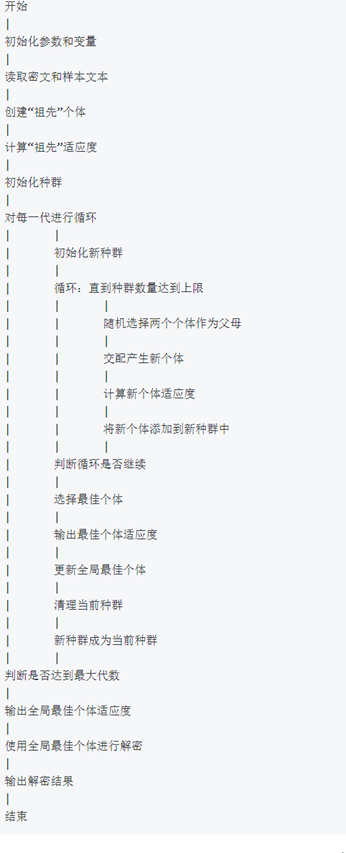 开始
|
初始化参数和变量
|
读取密文和样本文本
|
创建“祖先”个体
|
计算“祖先”适应度
|
初始化种群
|
对每一代进行循环
| |
| 初始化新种群
| |
| 循环：直到种群数量达到上限
| | |
| | 随机选择两个个体作为父母
| | |
| | 交配产生新个体
| | |
| | 计算新个体适应度
| | |
| | 将新个体添加到新种群中
| | |
| 判断循环是否继续
| |
| 选择最佳个体
| |
| 输出最佳个体适应度
| |
| 更新全局最佳个体
| |
| 清理当前种群
| |
| 新种群成为当前种群
| |
判断是否达到最大代数
|
输出全局最佳个体适应度
|
使用全局最佳个体进行解密
|
输出解密结果
|
结束